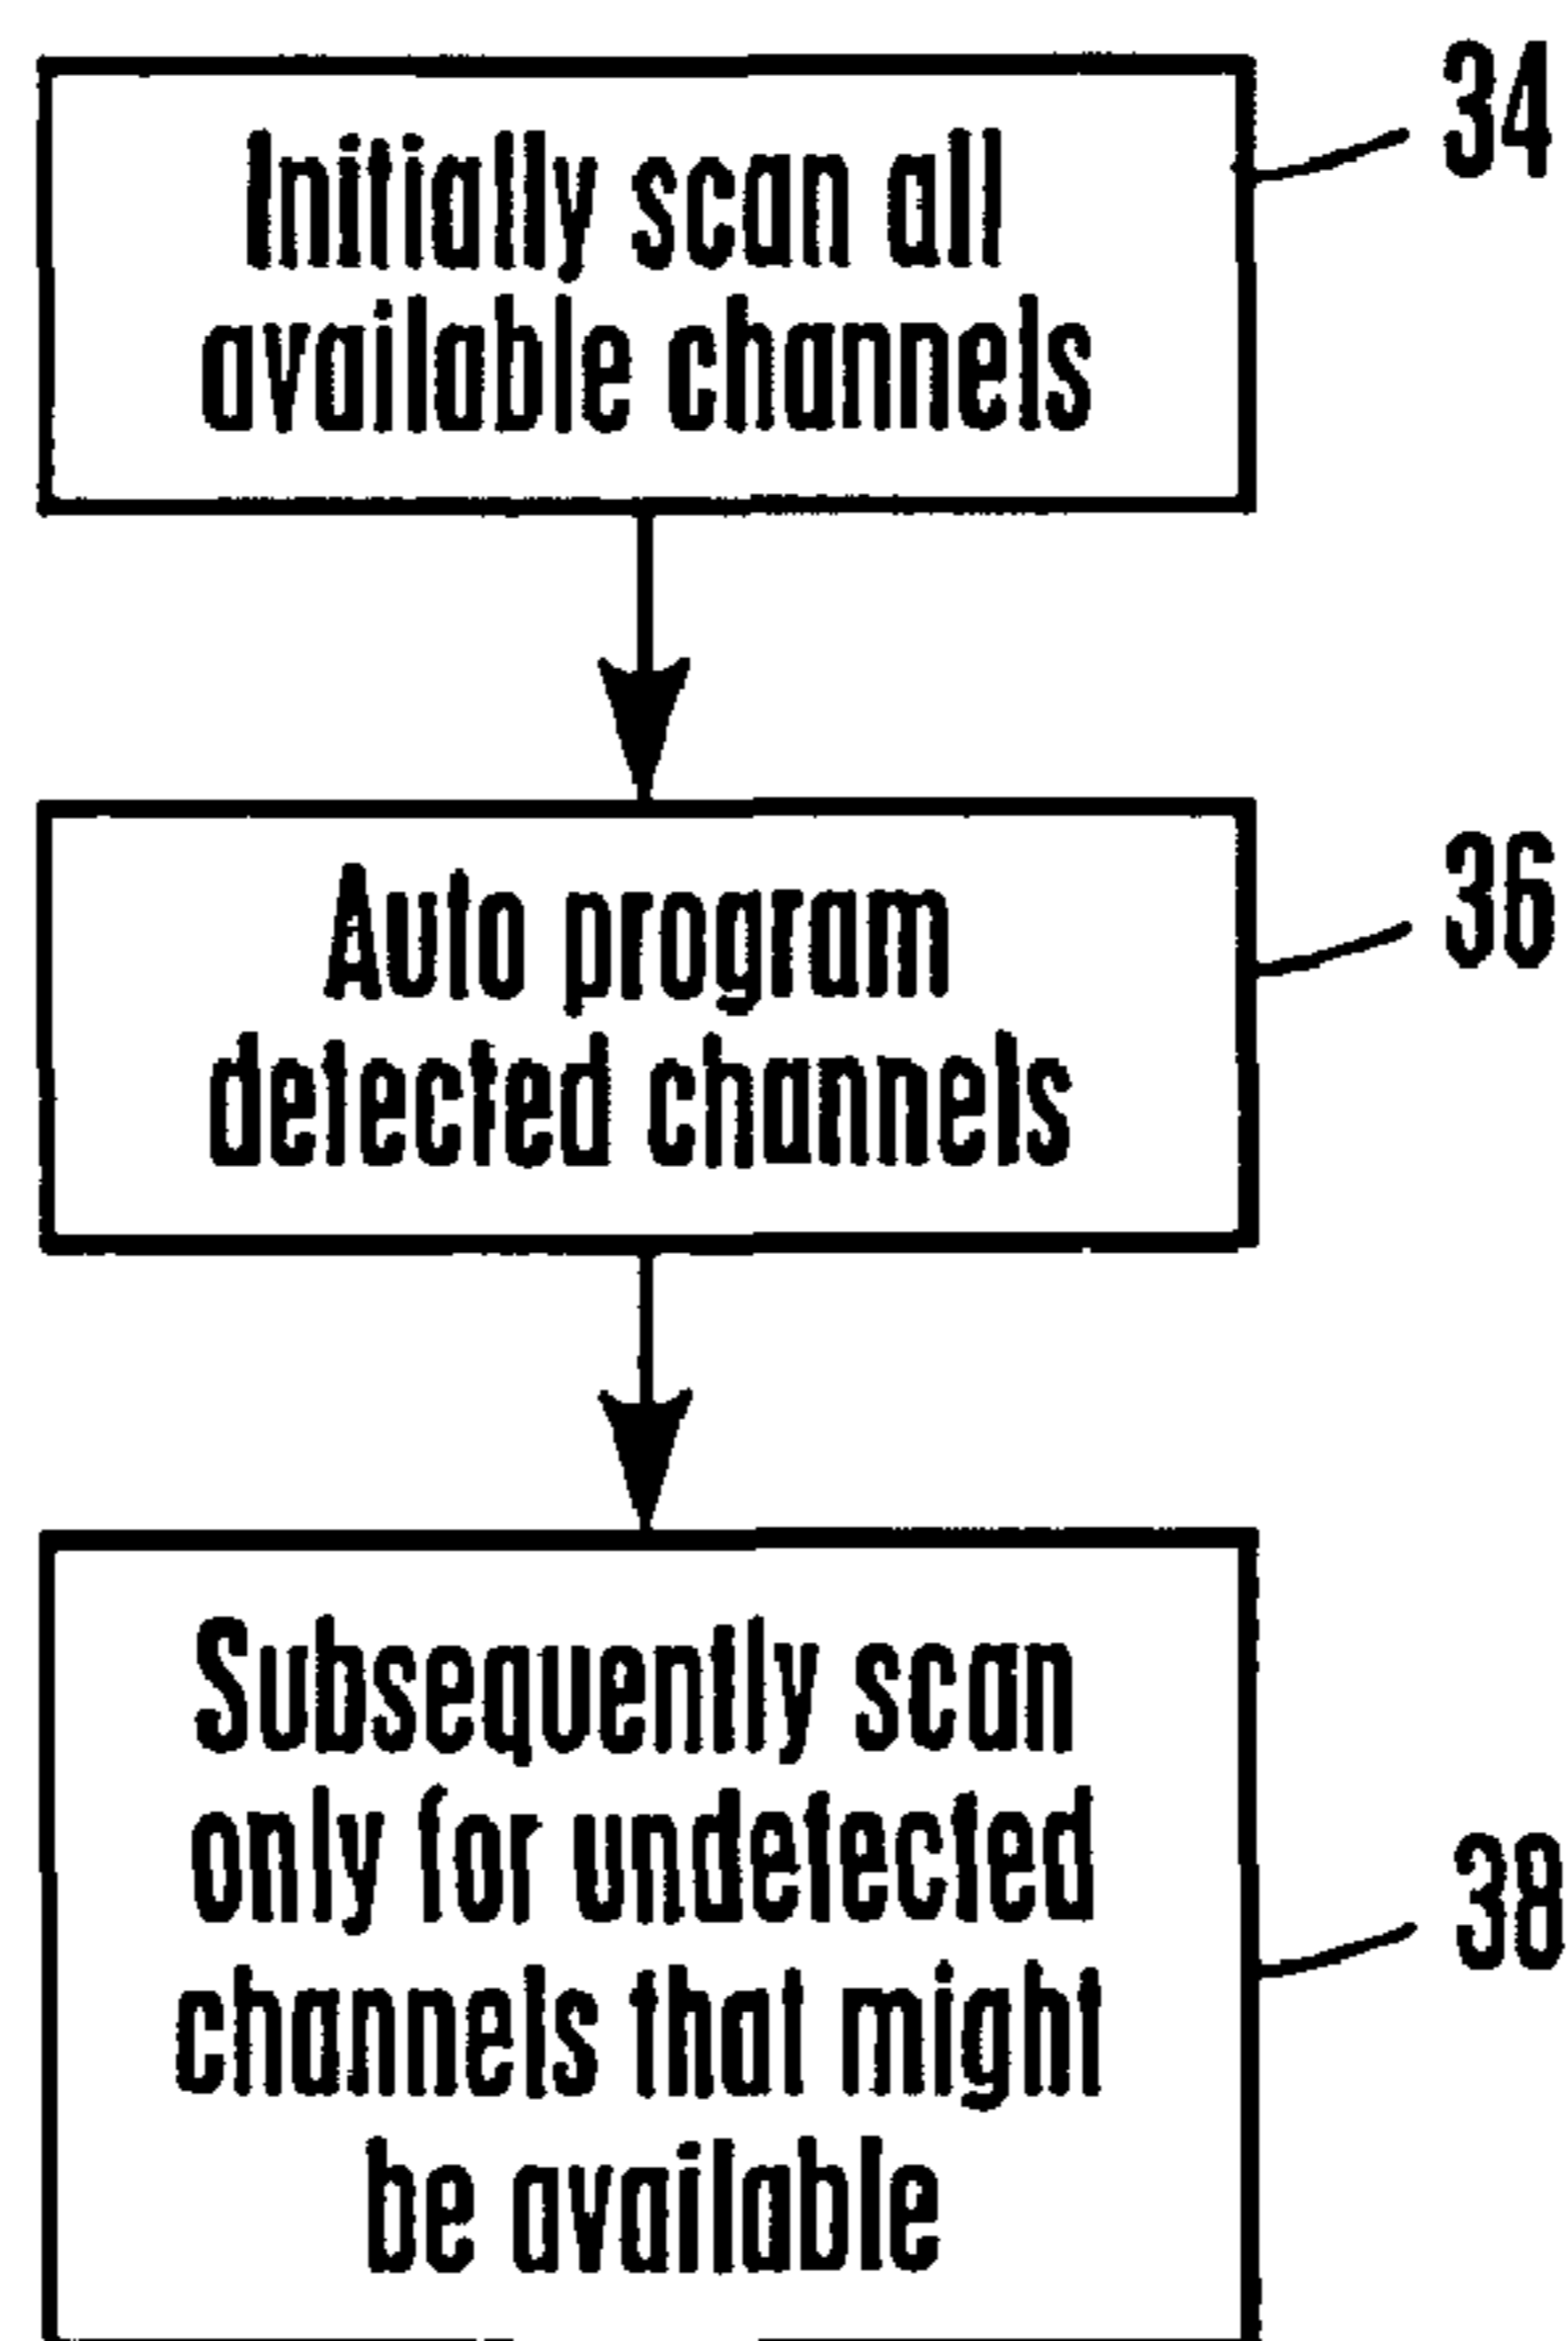 Initially scan all
available channels
34
Auto program
detected channels
36
Subsequently scan
only for undetected
channels that might
be available
38